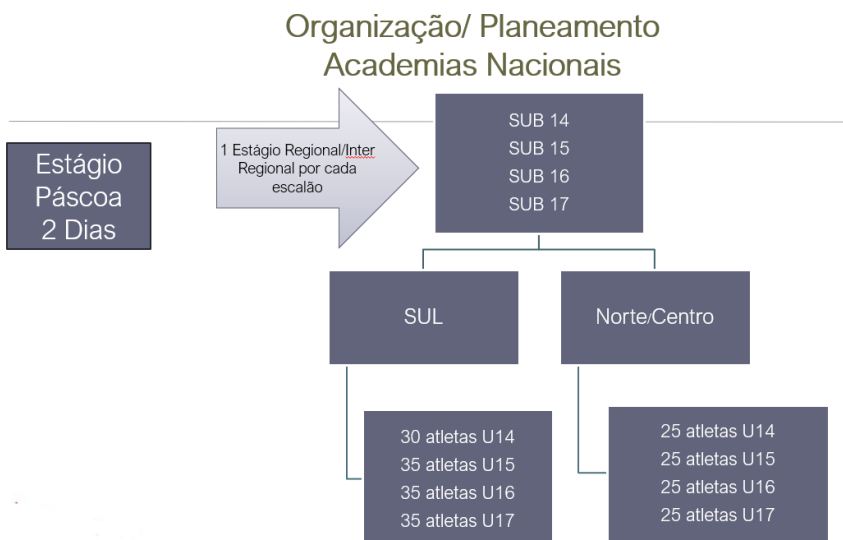 Organização/ Planeamento
Academias Nacionais
Estágio
Páscoa
2 Dias
1 Estágio Regional/Inter
Regional por cada
escalão
SUB 14
SUB 15
SUB 16
SUB 17
SUL
Norte/Centro
30 atletas U14
35 atletas U15
35 atletas U16
35 atletas U17
25 atletas U14
25 atletas U15
25 atletas U16
25 atletas U17